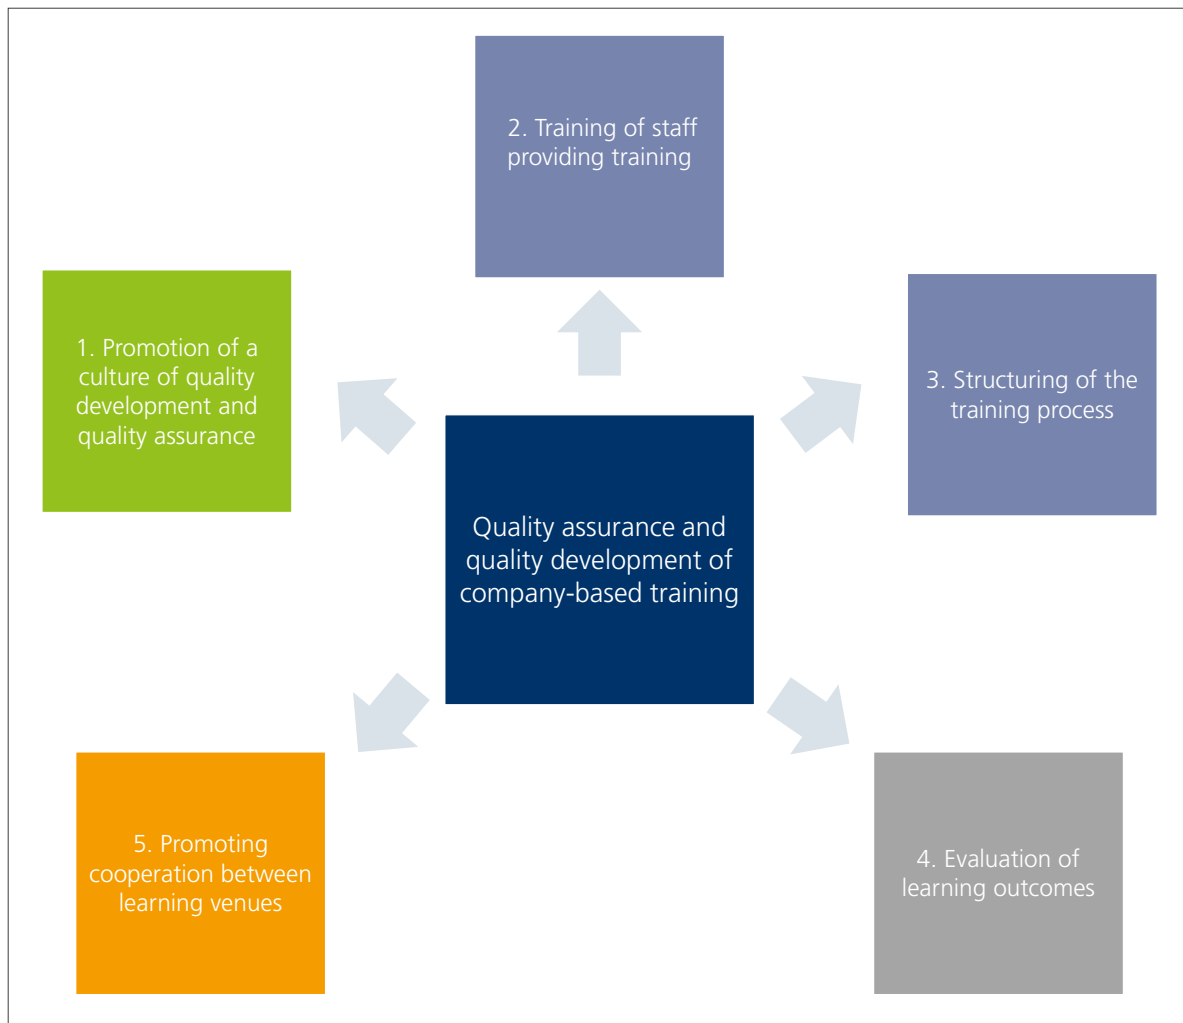 2. Training of staff
providing training
1. Promotion of a
culture of quality
development and
quality assurance
3. Structuring of the
training process
Quality assurance and
quality development of
company-based training
5. Promoting
cooperation between
learning venues
4. Evaluation of
learning outcomes